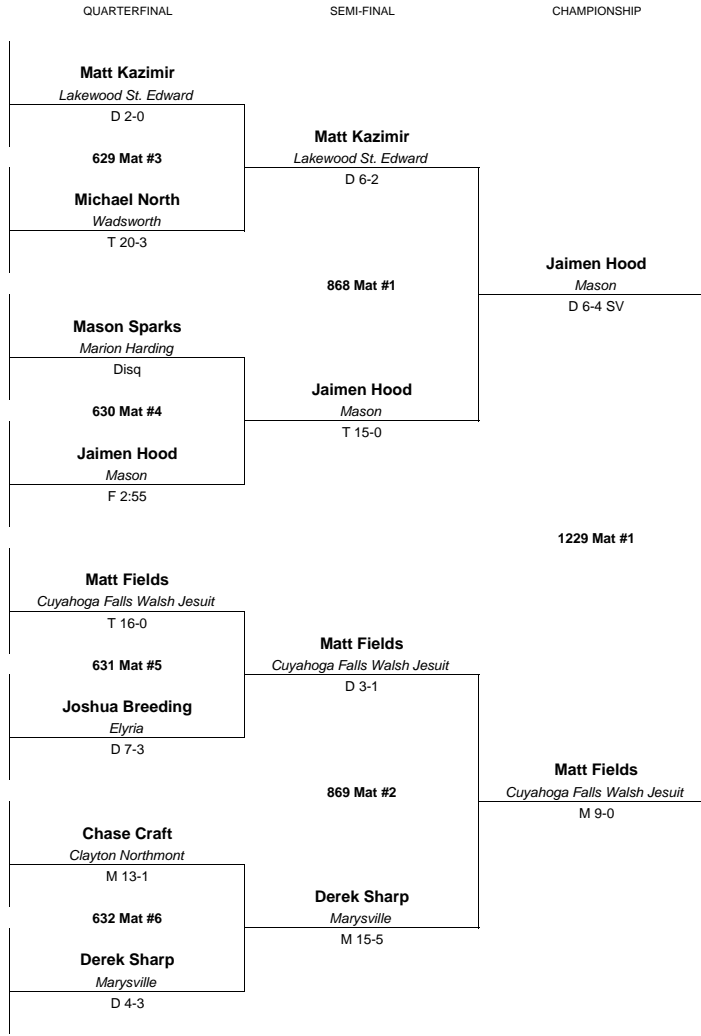 QUARTERFINAL SEMI-FINAL CHAMPIONSHIP
Matt Kazimir
Lakewood St. Edward
D 2-0
629 Mat #3
Michael North
Wadsworth
T 20-3
Matt Kazimir
Lakewood St. Edward
D 6-2
868 Mat #1
Mason Sparks
Marion Harding
Disq
630 Mat #4
Jaimen Hood
Mason
F 2:55
Jaimen Hood
Mason
T 15-0
Jaimen Hood
Mason
D 6-4 SV
1229 Mat #1
Matt Fields
Cuyahoga Falls Walsh Jesuit
T 16-0
631 Mat #5
Joshua Breeding
Elyria
D 7-3
Matt Fields
Cuyahoga Falls Walsh Jesuit
D 3-1
869 Mat #2
Chase Craft
Clayton Northmont
M 13-1
632 Mat #6
Derek Sharp
Marysville
D 4-3
Derek Sharp
Marysville
M 15-5
Matt Fields
Cuyahoga Falls Walsh Jesuit
M 9-0